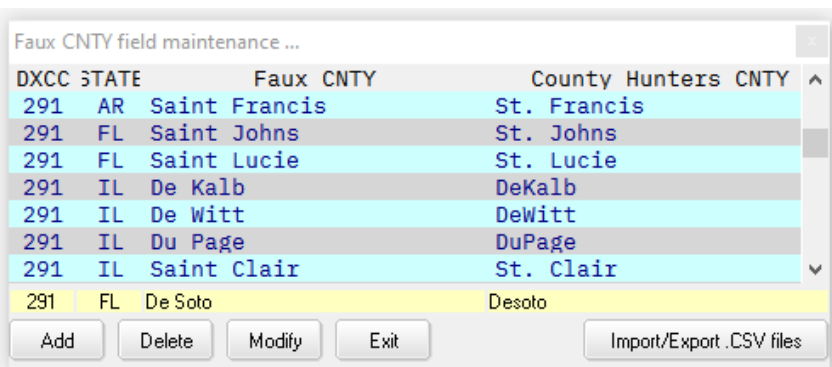 Faux CNTY field maintenance ...
DXCC STATE Faux CNTY County Hunters CNTY
291 AR Saint Francis St. Francis
291 FL Saint Johns St. Johns
291 FL Saint Lucie St. Lucie
291 IL De Kalb DeKalb
291 IL De Witt DeWitt
291 IL Du Page DuPage
291 IL Saint Clair St. Clair
291 FL De Soto Desoto
Add Delete Modify Exit Import/Export .CSV files